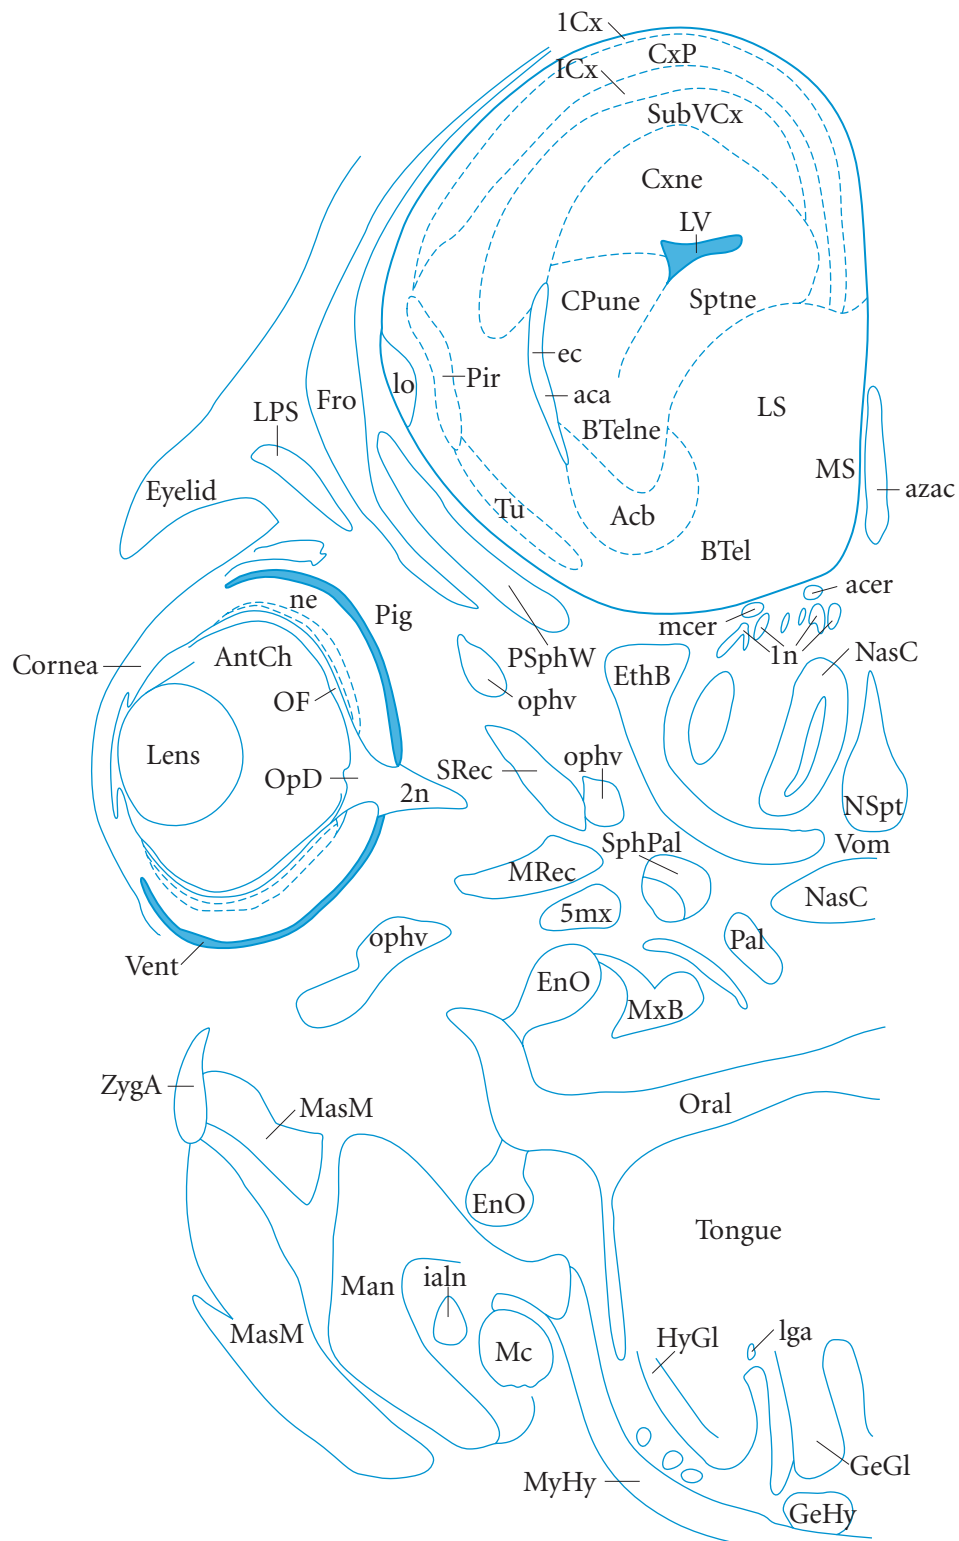 1Cx
CxP
ICx
SubVCx
Cxne
LV
CPune
Sptne
ec
Pir
lo
Fro
aca
LPS
LS
BTelne
MS
Eyelid
azac
Tu
Acb
BTel
acer
ne
Pig
mcer
1n
NasC
Cornea
AntCh
PSphW
EthB
OF
ophv
Lens
ophv
SRec
OpD
2n
NSpt
SphPal
Vom
MRec
NasC
5mx
ophv
Pal
Vent
EnO
MxB
ZygA
MasM
Oral
EnO
Tongue
ialn
Man
MasM
HyGl
lga
Mc
GeGl
MyHy
GeHy